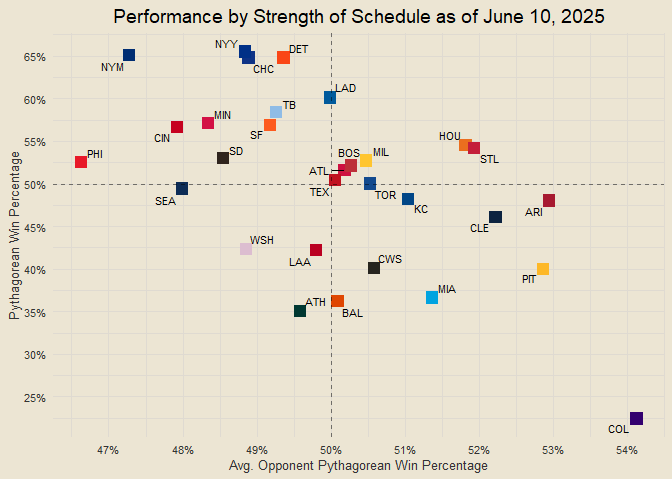 Performance by Strength of Schedule as of June 10, 2025
Pythagorean Win Percentage
65%
60%
55%
50%
45%
40%
35%
30%
25%
NYM
NYY
CHC
DET
LAD
TB
SF
MIN
CIN
SD
PHI
SEA
HOU
STL
MIL
BOS
ATL
TEX
TOR
KC
ARI
CLE
WSH
LAA
CWS
PIT
MIA
ATH
BAL
COL
47%
48%
49%
50%
51%
52%
53%
54%
Avg. Opponent Pythagorean Win Percentage